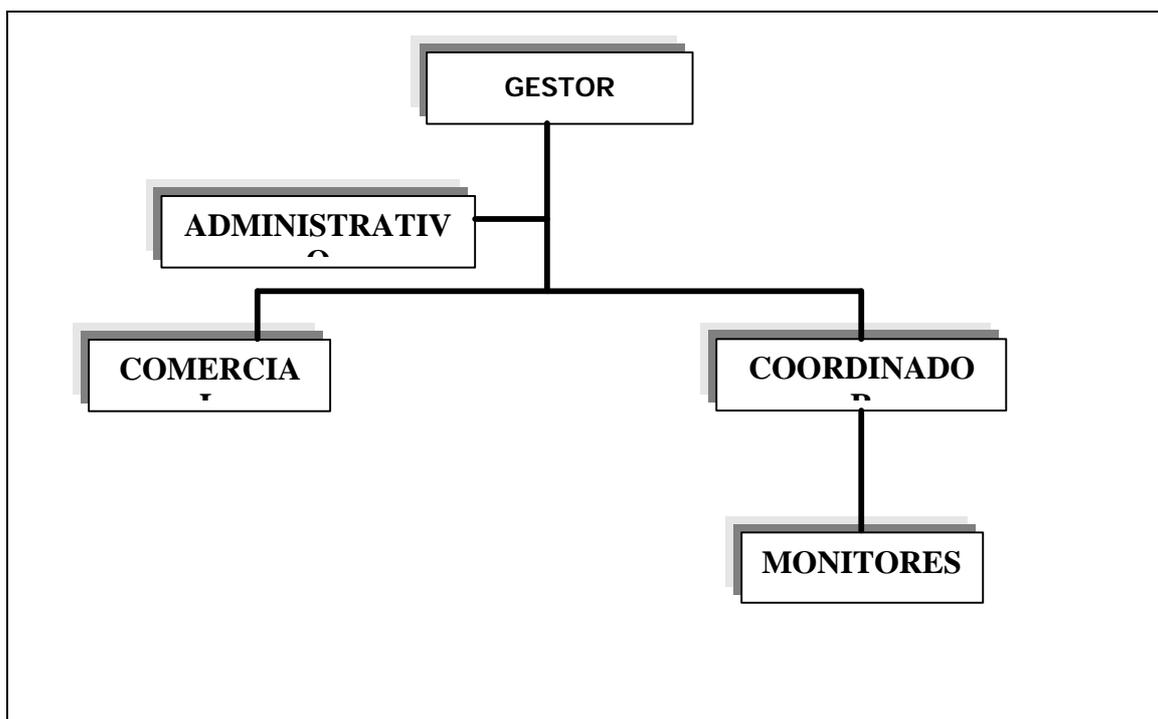 GESTOR
ADMINISTRATIV
O
COMERCIA
L
COORDINADO
R
MONITORES